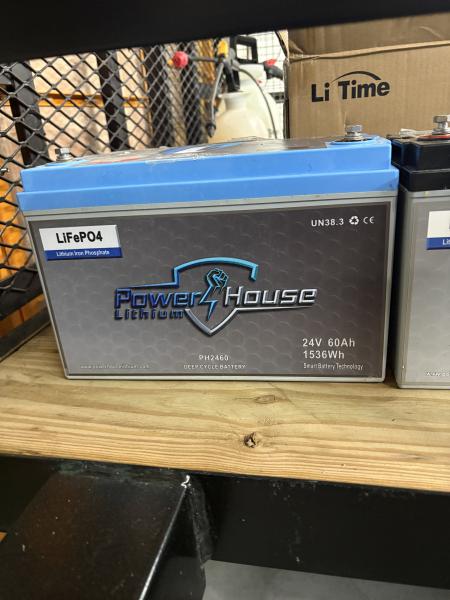 Li Time
UN38.3 CE
LiFePO4
Lithium Iron Phosphate
Power House
Lithium
24V 60Ah
1536Wh
Smart Battery Technology
PH2460
DEEP CYCLE BATTERY